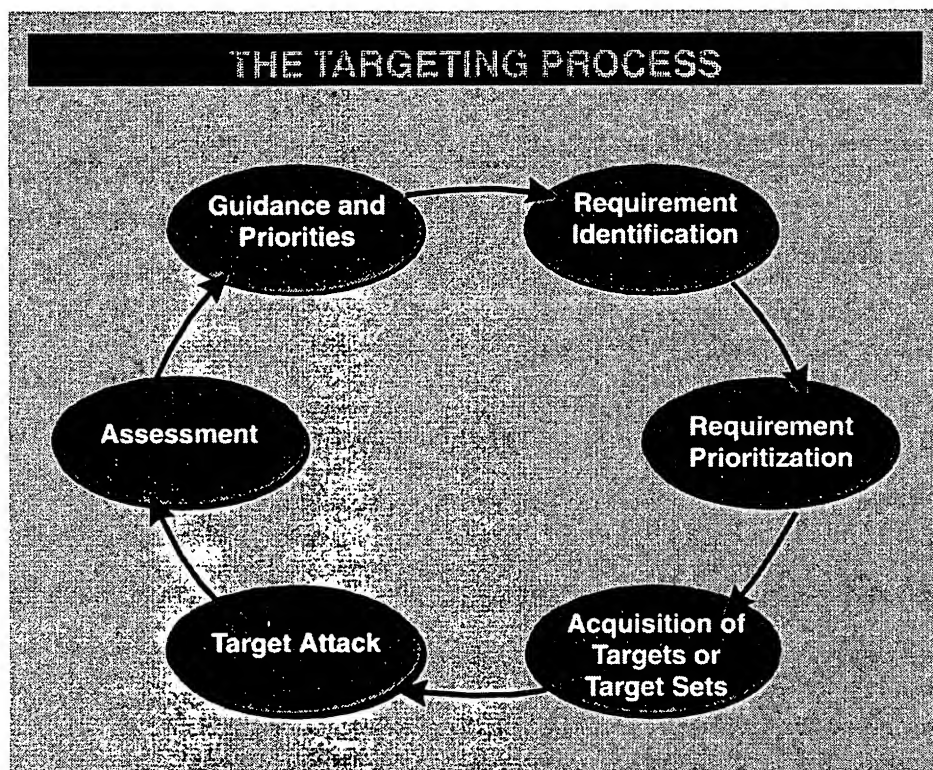 THE TARGETING PROCESS
Guidance and
Priorities
Requirement
Identification
Requirement
Prioritization
Acquisition of
Targets or
Target Sets
Target Attack
Assessment